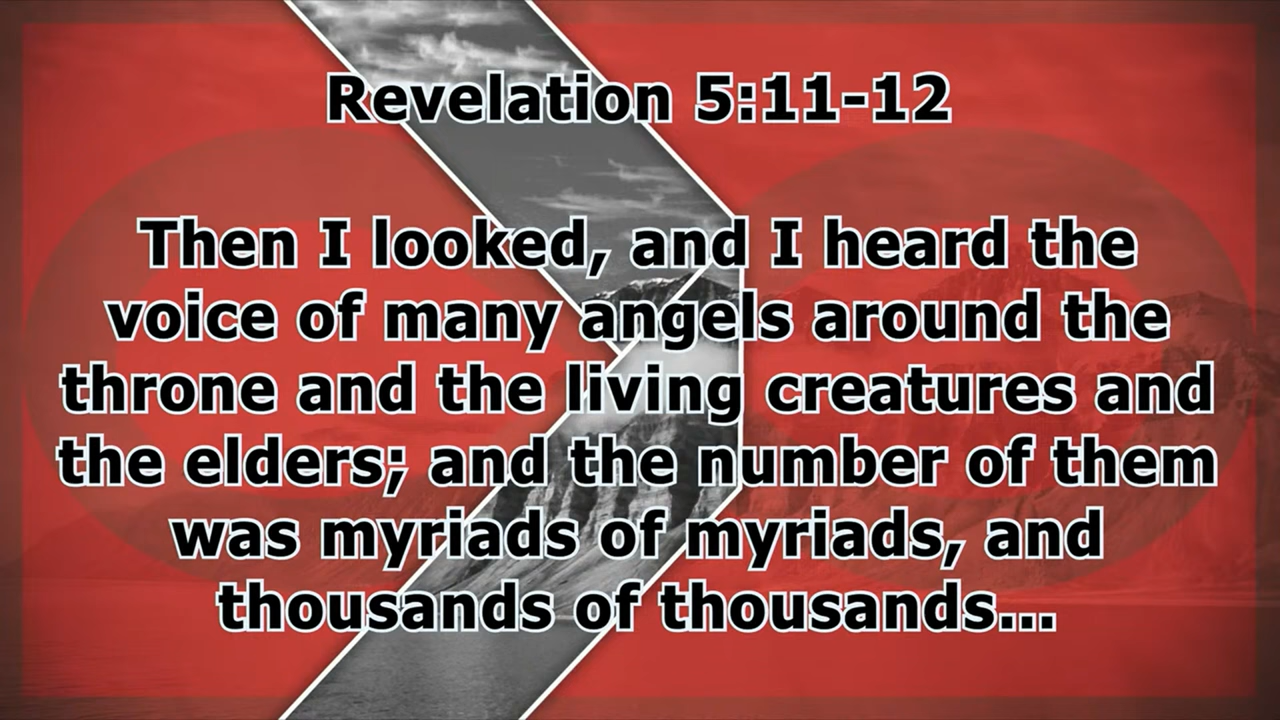 Revelation 5:11-12
Then I looked, and I heard the
voice of many angels around the
throne and the living creatures and
the elders; and the number of them
was myriads of myriads, and
thousands of thousands...